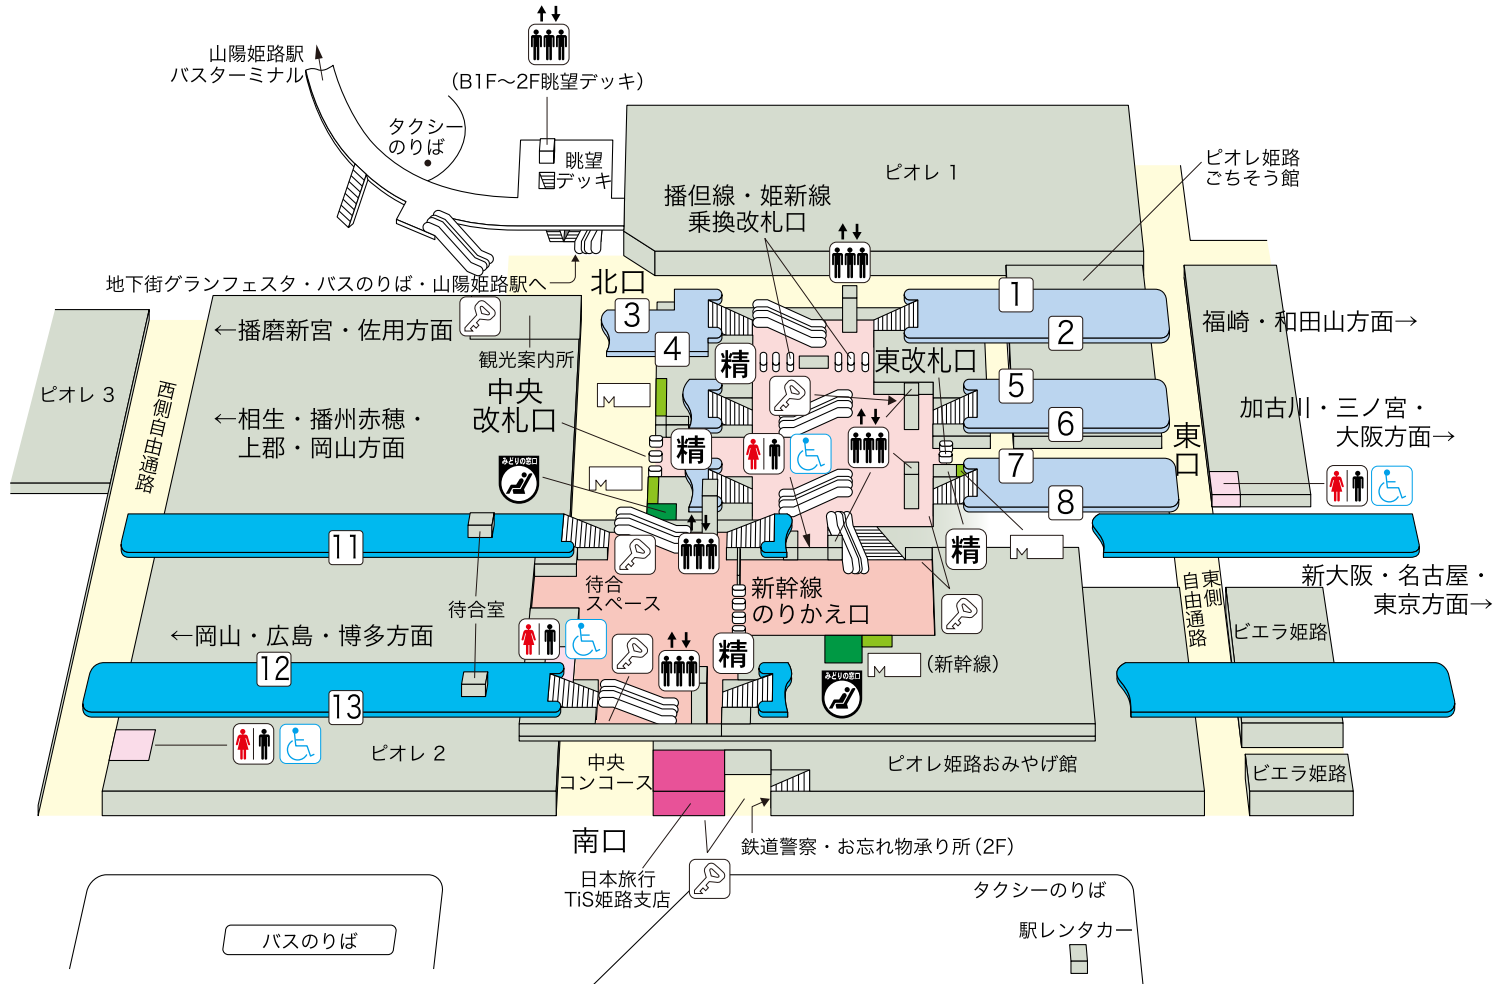 山陽姫路駅
バスターミナル
(B1F～2F眺望デッキ)
タクシー
のりば
眺望
デッキ
ピオレ 1
ピオレ姫路
ごちそう館
播但線・姫新線
乗換改札口
地下街グランフェスタ・バスのりば・山陽姫路駅へ
北口
1
2
3
4
←播磨新宮・佐用方面
観光案内所
福崎・和田山方面→
精
東改札口
ピオレ 3
西側自由通路
中央
改札口
5
6
←相生・播州赤穂・
上郡・岡山方面
加古川・三ノ宮・
大阪方面→
M
精
東口
7
8
みどりの窓口
M
11
精
M
待合
スペース
新幹線
のりかえ口
新大阪・名古屋・
東京方面→
東側
自由通路
待合室
←岡山・広島・博多方面
ビエラ姫路
12
精
M
(新幹線)
みどりの窓口
13
ピオレ 2
中央
コンコース
ピオレ姫路おみやげ館
ビエラ姫路
南口
鉄道警察・お忘れ物承り所(2F)
日本旅行
TiS姫路支店
タクシーのりば
バスのりば
駅レンタカー